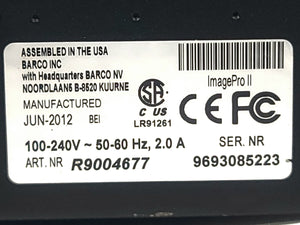 ASSEMBLED IN THE USA
BARCO INC
with Headquarters BARCO NV
NOORDLAAN5 B-8520 KUURNE
ImagePro II
MANUFACTURED
JUN-2012 BEI
SA
C US
LR91261
CE FC
100-240V ~ 50-60 Hz, 2.0 A
SER. NR
ART. NR R9004677
9693085223